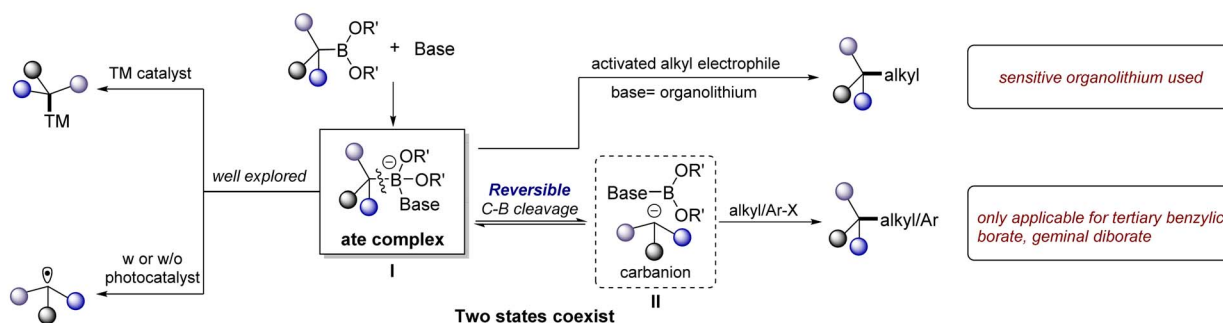 OR'
B
OR'
+ Base
TM catalyst
TM
well explored
w or w/o
photocatalyst
⊖ OR'
B OR'
Base
ate complex
I
Reversible
C-B cleavage
activated alkyl electrophile
base= organolithium
alkyl
sensitive organolithium used
OR'
Base—B
OR'
⊖
carbanion
II
alkyl/Ar-X
alkyl/Ar
only applicable for tertiary benzylic
borate, geminal diborate
Two states coexist